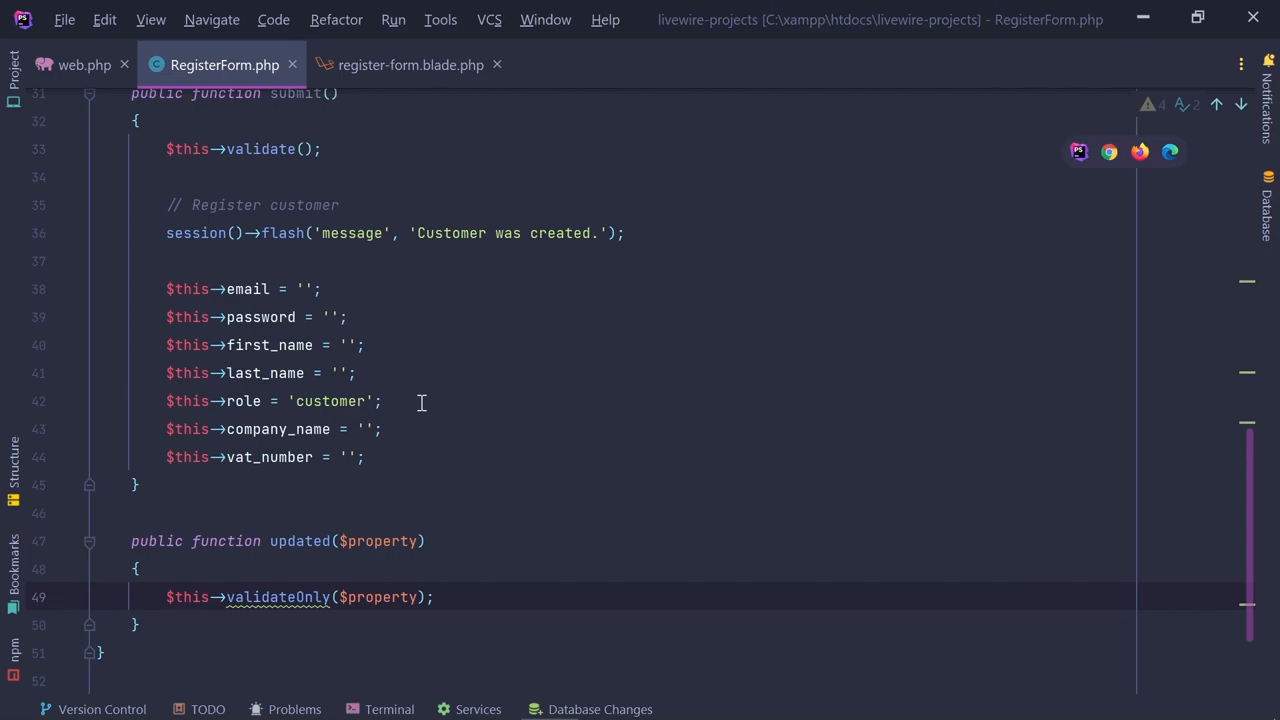 File Edit View Navigate Code Refactor Run Tools VCS Window Help livewire-projects [C:\xampp\htdocs\livewire-projects] - RegisterForm.php
web.php RegisterForm.php register-form.blade.php
Project
Structure
Bookmarks
npm
31 public function submit()
32 {
33 $this->validate();
34
35 // Register customer
36 session()->flash('message', 'Customer was created.');
37
38 $this->email = '';
39 $this->password = '';
40 $this->first_name = '';
41 $this->last_name = '';
42 $this->role = 'customer';
43 $this->company_name = '';
44 $this->vat_number = '';
45 }
46
47 public function updated($property)
48 {
49 $this->validateOnly($property);
50 }
51 }
52
4 2
PS
Notifications
Database
Version Control TODO Problems Terminal Services Database Changes